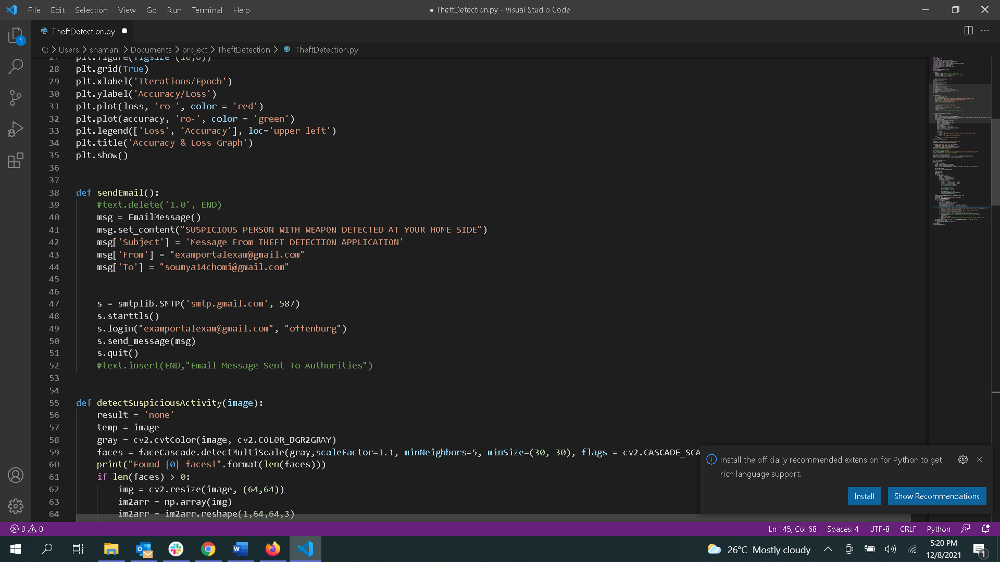 File Edit Selection View Go Run Terminal Help
● TheftDetection.py - Visual Studio Code
1
TheftDetection.py ●
C: > Users > snamani > Documents > project > TheftDetection > TheftDetection.py
27 plt.figure(figsize=(10,6))
28 plt.grid(True)
29 plt.xlabel('Iterations/Epoch')
30 plt.ylabel('Accuracy/Loss')
31 plt.plot(loss, 'ro-', color = 'red')
32 plt.plot(accuracy, 'ro-', color = 'green')
33 plt.legend(['Loss', 'Accuracy'], loc='upper left')
34 plt.title('Accuracy & Loss Graph')
35 plt.show()
36
37
38 def sendEmail():
39     #text.delete('1.0', END)
40     msg = EmailMessage()
41     msg.set_content("SUSPICIOUS PERSON WITH WEAPON DETECTED AT YOUR HOME SIDE")
42     msg['Subject'] = 'Message From THEFT DETECTION APPLICATION'
43     msg['From'] = "examportalexam@gmail.com"
44     msg['To'] = "soumya14chomi@gmail.com"
45
46
47     s = smtplib.SMTP('smtp.gmail.com', 587)
48     s.starttls()
49     s.login("examportalexam@gmail.com", "offenburg")
50     s.send_message(msg)
51     s.quit()
52     #text.insert(END,"Email Message Sent To Authorities")
53
54
55 def detectSuspiciousActivity(image):
56     result = 'none'
57     temp = image
58     gray = cv2.cvtColor(image, cv2.COLOR_BGR2GRAY)
59     faces = faceCascade.detectMultiScale(gray,scaleFactor=1.1, minNeighbors=5, minSize=(30, 30), flags = cv2.CASCADE_SCA
60     print("Found {0} faces!".format(len(faces)))
61     if len(faces) > 0:
62         img = cv2.resize(image, (64,64))
63         im2arr = np.array(img)
64         im2arr = im2arr.reshape(1,64,64,3)
Install the officially recommended extension for Python to get
rich language support.
Install Show Recommendations
0 0 Ln 145, Col 68 Spaces: 4 UTF-8 CRLF Python
26°C Mostly cloudy
5:20 PM
12/8/2021
1